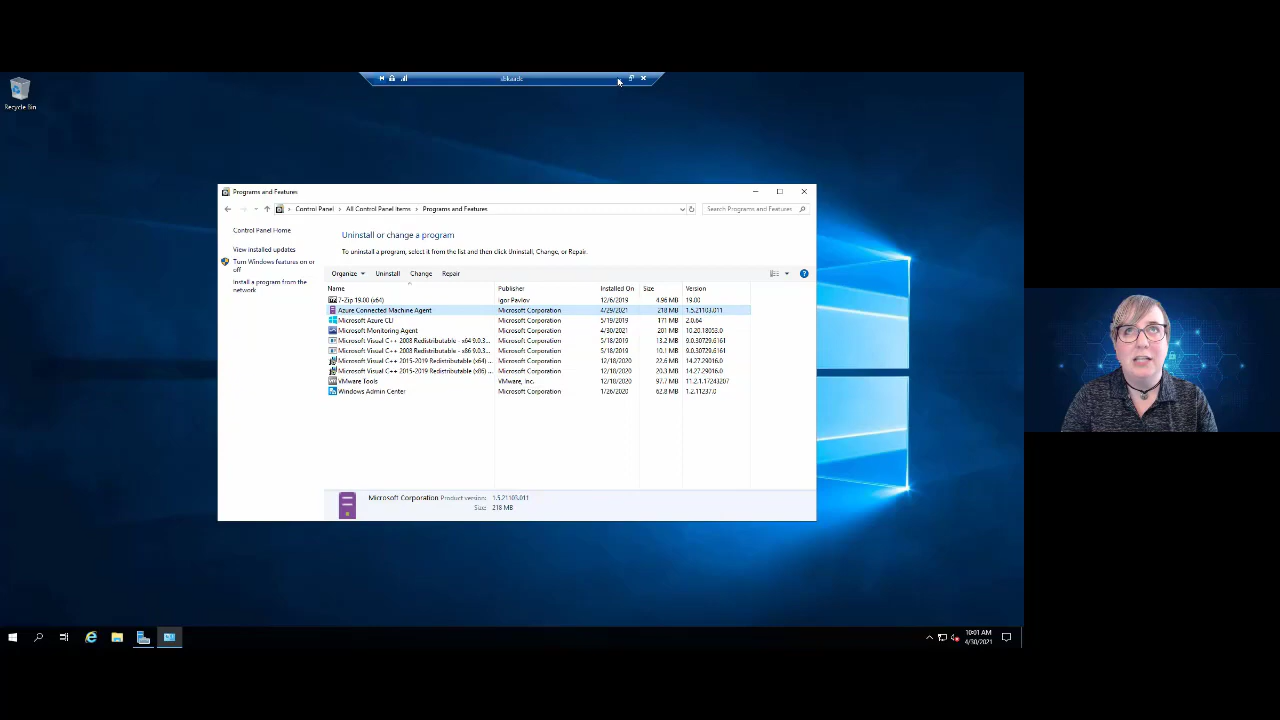 sbkaadc
Recycle Bin
Programs and Features
Control Panel > All Control Panel Items > Programs and Features
Search Programs and Features
Control Panel Home
View installed updates
Turn Windows features on or
off
Install a program from the
network
Uninstall or change a program
To uninstall a program, select it from the list and then click Uninstall, Change, or Repair.
Organize Uninstall Change Repair
Name Publisher Installed On Size Version
7-Zip 19.00 (x64) Igor Pavlov 12/6/2019 4.96 MB 19.00
Azure Connected Machine Agent Microsoft Corporation 4/29/2021 218 MB 1.5.21103.011
Microsoft Azure CLI Microsoft Corporation 5/19/2019 171 MB 2.0.64
Microsoft Monitoring Agent Microsoft Corporation 4/30/2021 201 MB 10.20.18053.0
Microsoft Visual C++ 2008 Redistributable - x64 9.0.3... Microsoft Corporation 5/18/2019 13.2 MB 9.0.30729.6161
Microsoft Visual C++ 2008 Redistributable - x86 9.0.3... Microsoft Corporation 5/18/2019 10.1 MB 9.0.30729.6161
Microsoft Visual C++ 2015-2019 Redistributable (x64) ... Microsoft Corporation 12/18/2020 22.6 MB 14.27.29016.0
Microsoft Visual C++ 2015-2019 Redistributable (x86) ... Microsoft Corporation 12/18/2020 20.3 MB 14.27.29016.0
VMware Tools VMware, Inc. 12/18/2020 97.7 MB 11.2.1.17243207
Windows Admin Center Microsoft Corporation 1/26/2020 62.8 MB 1.2.11237.0
Microsoft Corporation Product version: 1.5.21103.011
Size: 218 MB
10:01 AM
4/30/2021